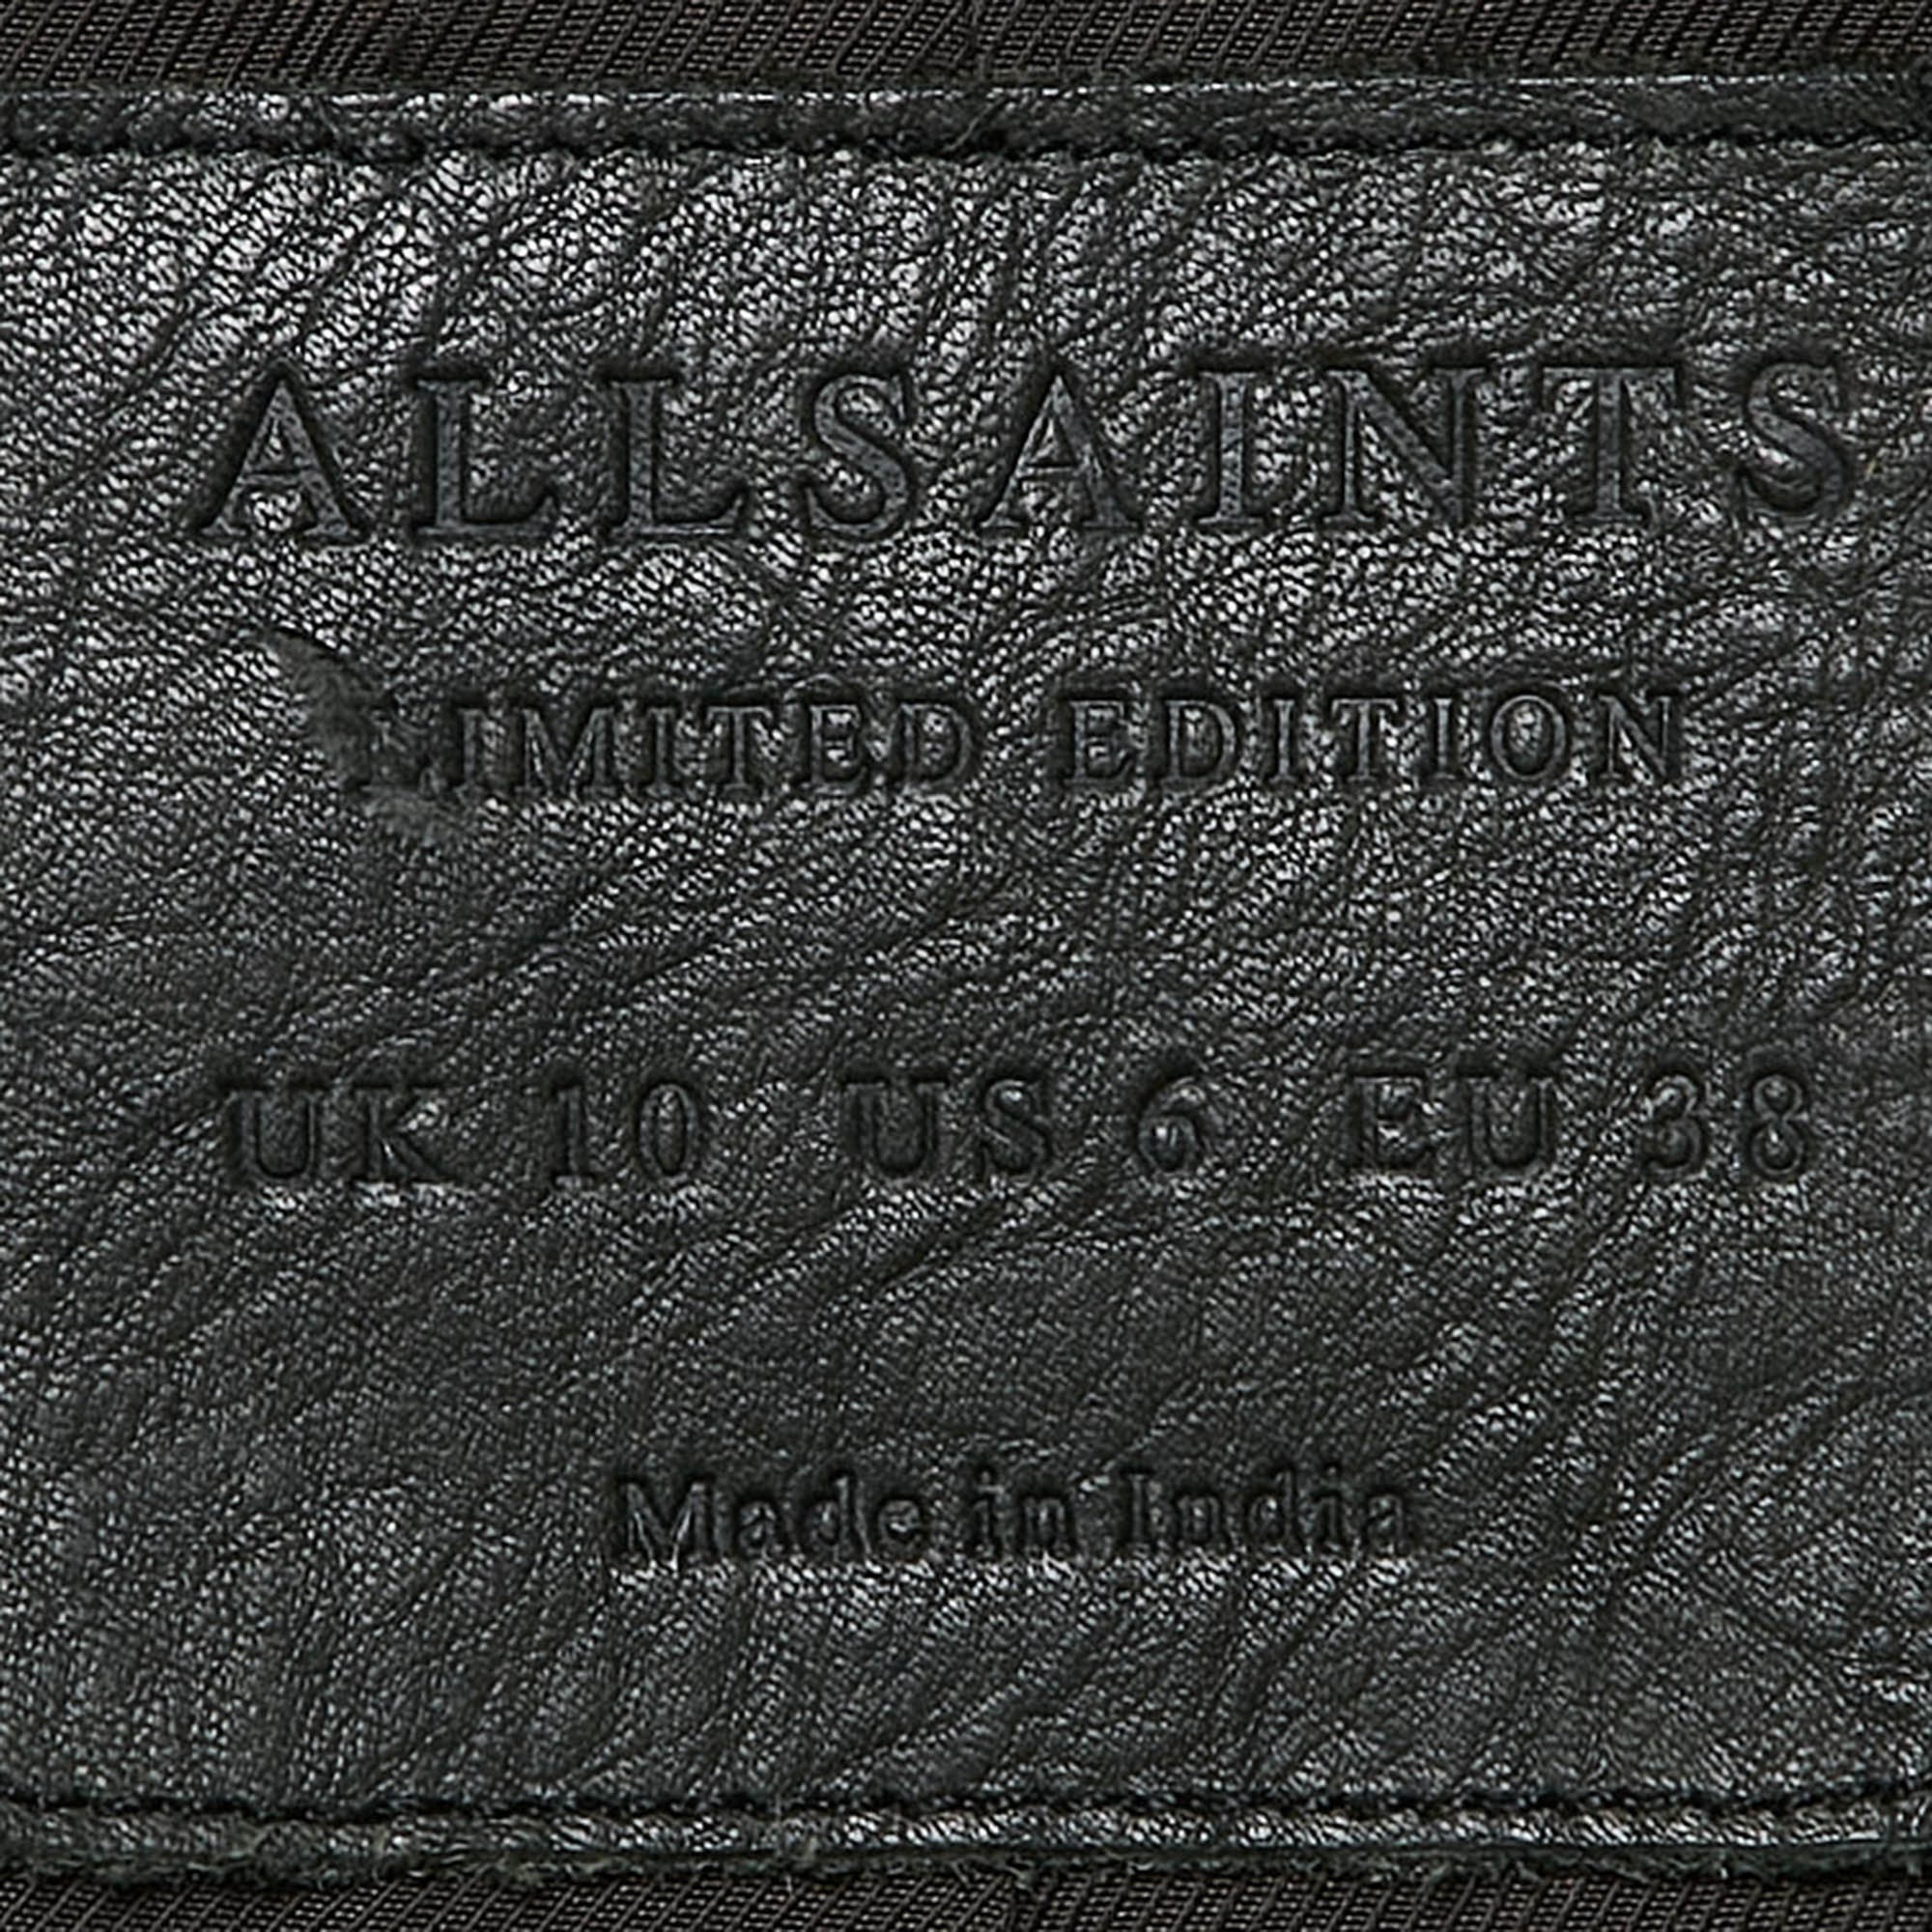 ALLSAINTS
LIMITED EDITION
UK 10 US 6 EU 38
Made in India